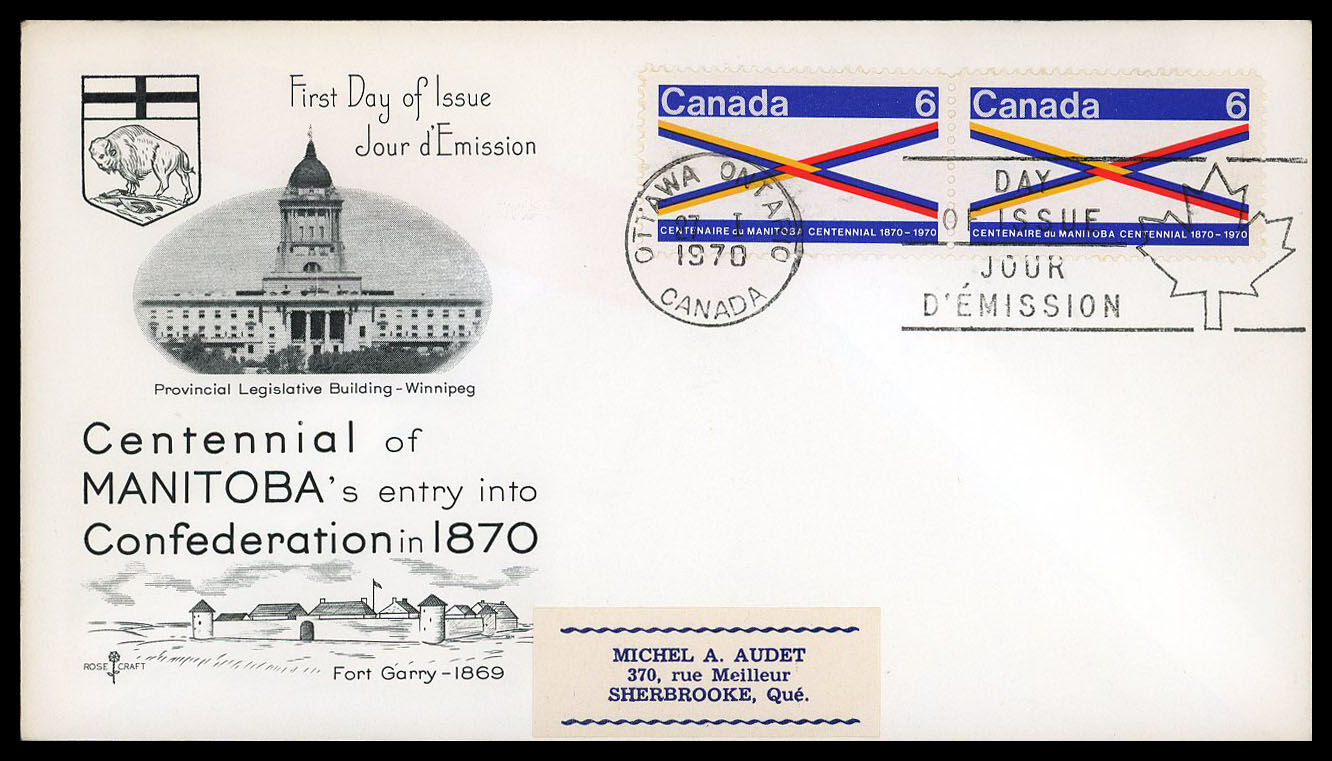 First Day of Issue
Jour d'Emission
Provincial Legislative Building - Winnipeg
Centennial of
MANITOBA's entry into
Confederation in 1870
ROSE CRAFT
Fort Garry - 1869
Canada 6
CENTENAIRE du MANITOBA CENTENNIAL 1870-1970
Canada 6
CENTENAIRE du MANITOBA CENTENNIAL 1870-1970
OTTAWA ONTARIO
27 I
1970
CANADA
DAY
OF ISSUE
JOUR
D'ÉMISSION
MICHEL A. AUDET
370, rue Meilleur
SHERBROOKE, Qué.